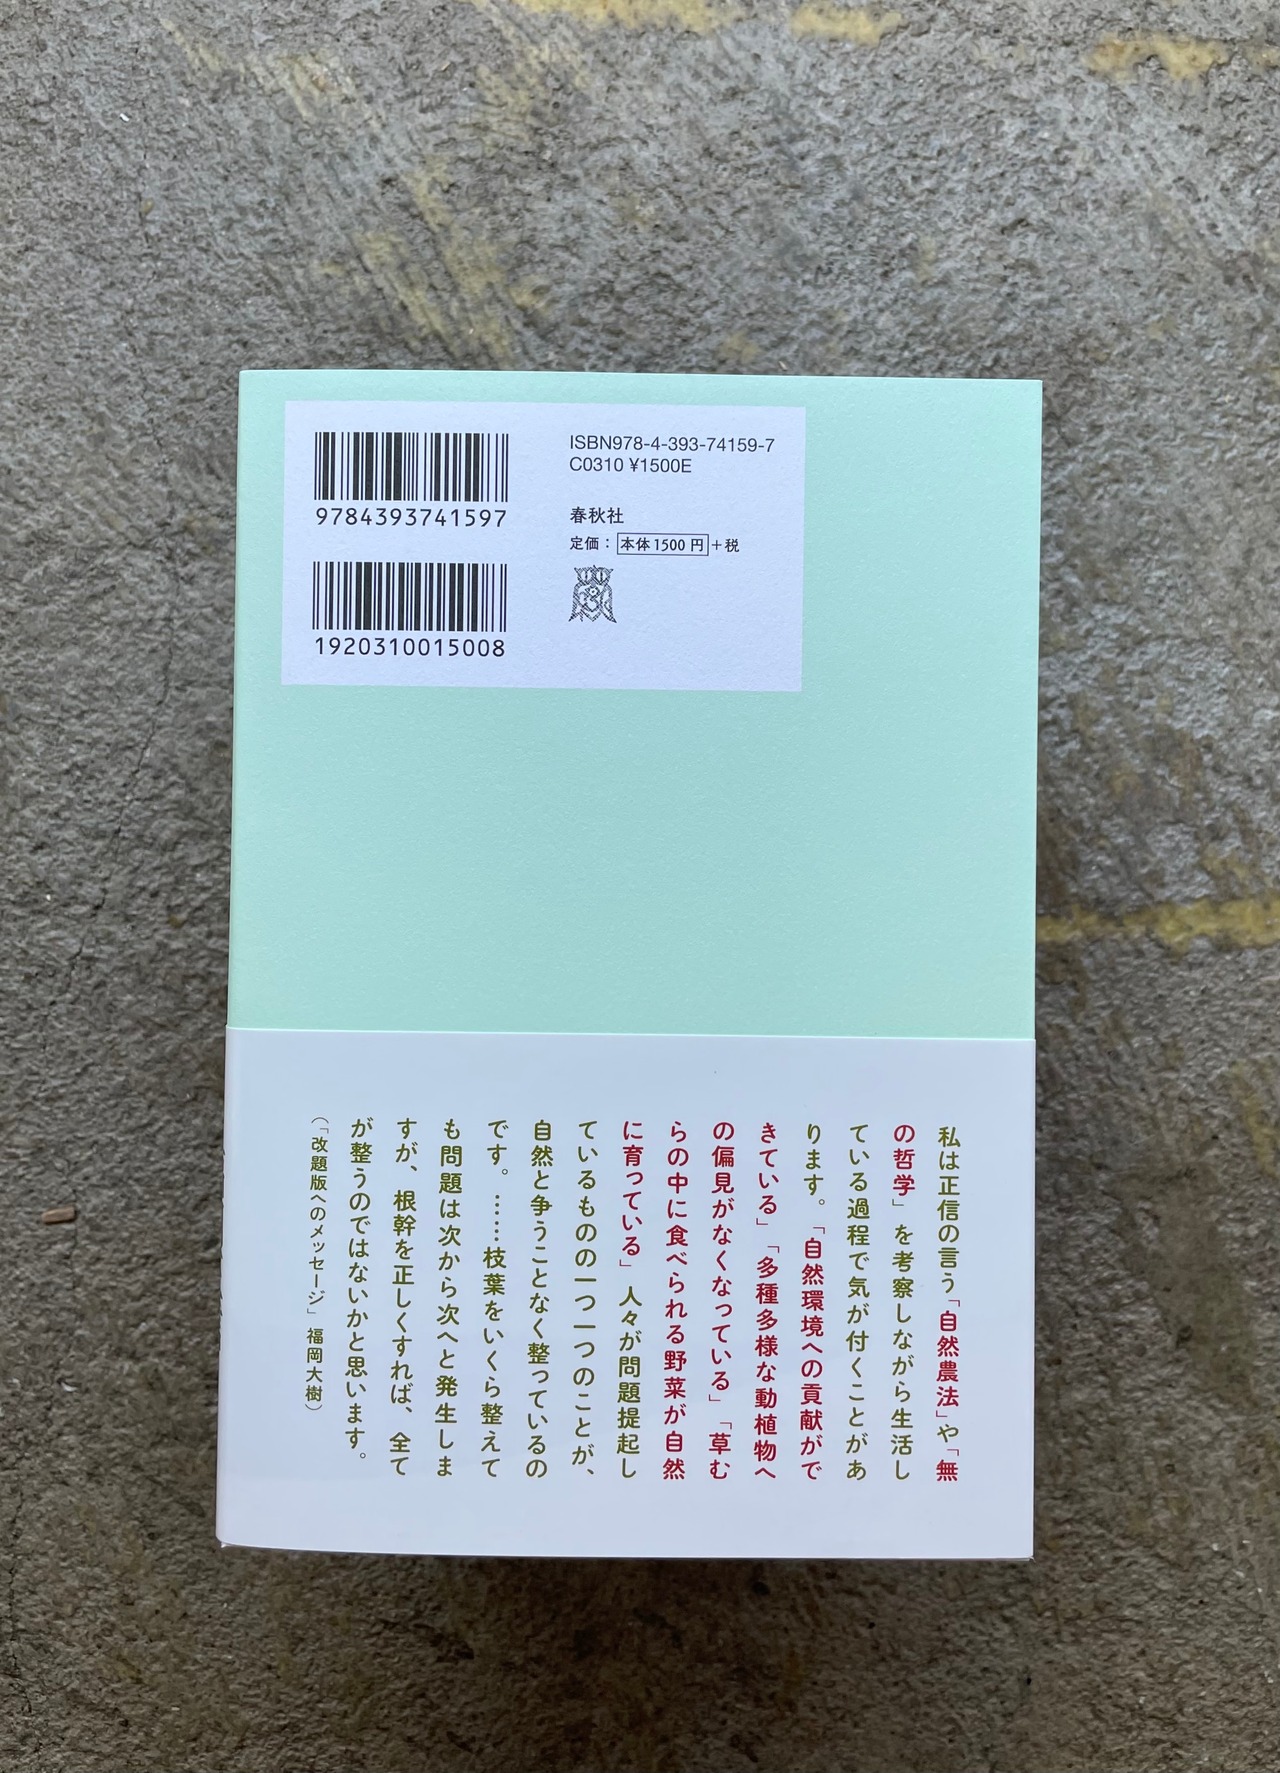 9784393741597
1920310015008
ISBN978-4-393-74159-7
C0310 ¥1500E
春秋社
定価：本体1500円＋税
私は正信の言う「自然農法」や「無
の哲学」を考察しながら生活し
ている過程で気が付くことがあ
ります。「自然環境への貢献がで
きている」「多種多様な動植物へ
の偏見がなくなっている」「草む
らの中に食べられる野菜が自然
に育っている」人々が問題提起し
ているものの一つ一つのことが、
自然と争うことなく整っているの
です。……枝葉をいくら整えて
も問題は次から次へと発生しま
すが、根幹を正しくすれば、全て
が整うのではないかと思います。
（「改題版へのメッセージ」福岡大樹）